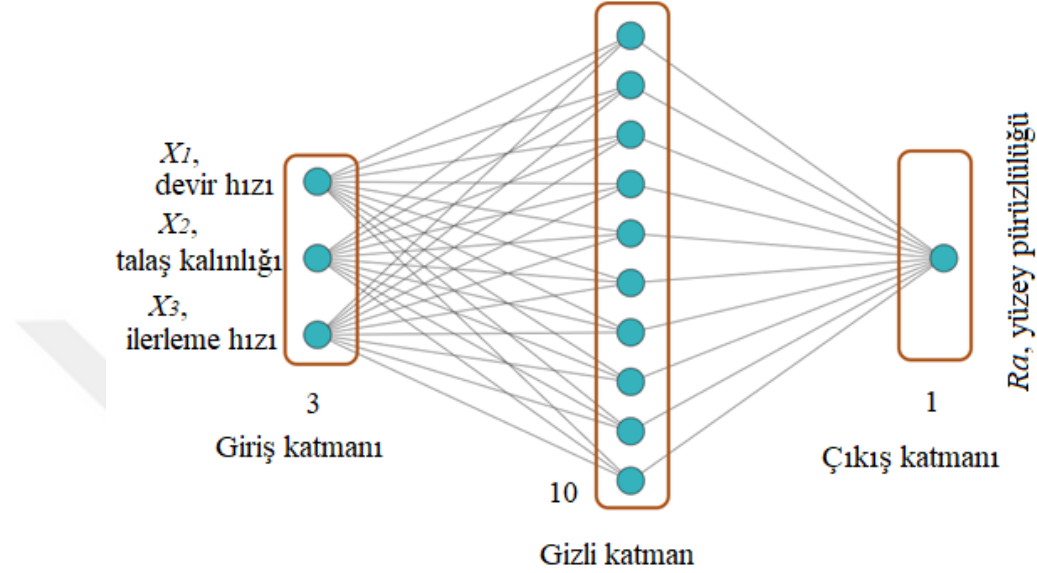 X1,
devir hızı
X2,
talaş kalınlığı
X3,
ilerleme hızı
3
Giriş katmanı
10
Gizli katman
1
Çıkış katmanı
Ra, yüzey pürüzlülüğü